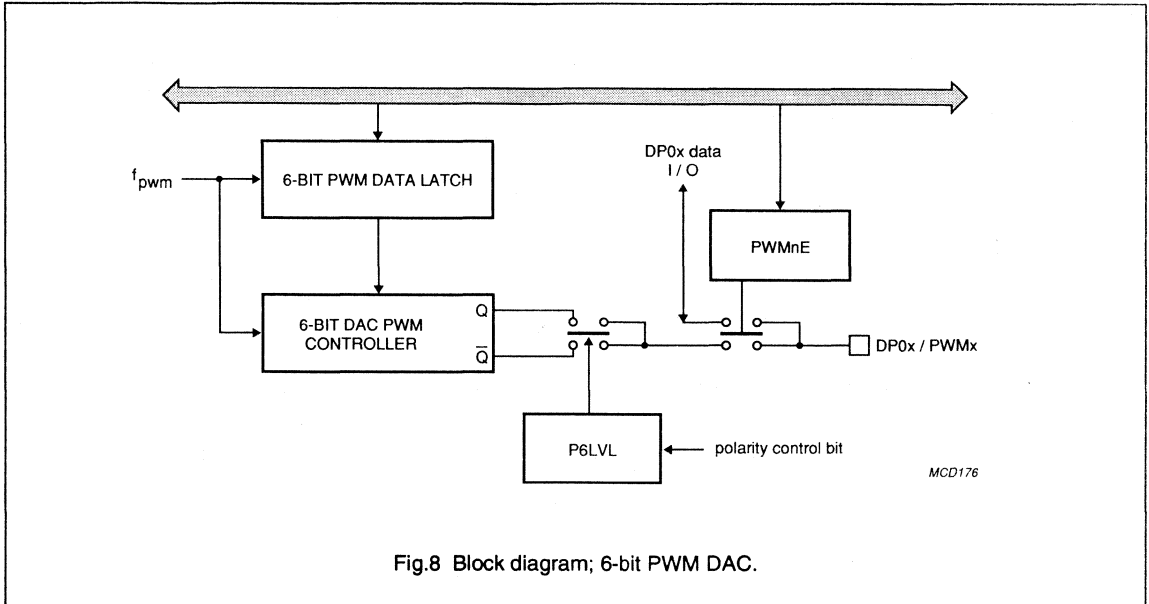 DP0x data
I / O
f pwm
6-BIT PWM DATA LATCH
PWMnE
Q
6-BIT DAC PWM
CONTROLLER
Q̅
DP0x / PWMx
P6LVL
polarity control bit
MCD176
Fig.8 Block diagram; 6-bit PWM DAC.